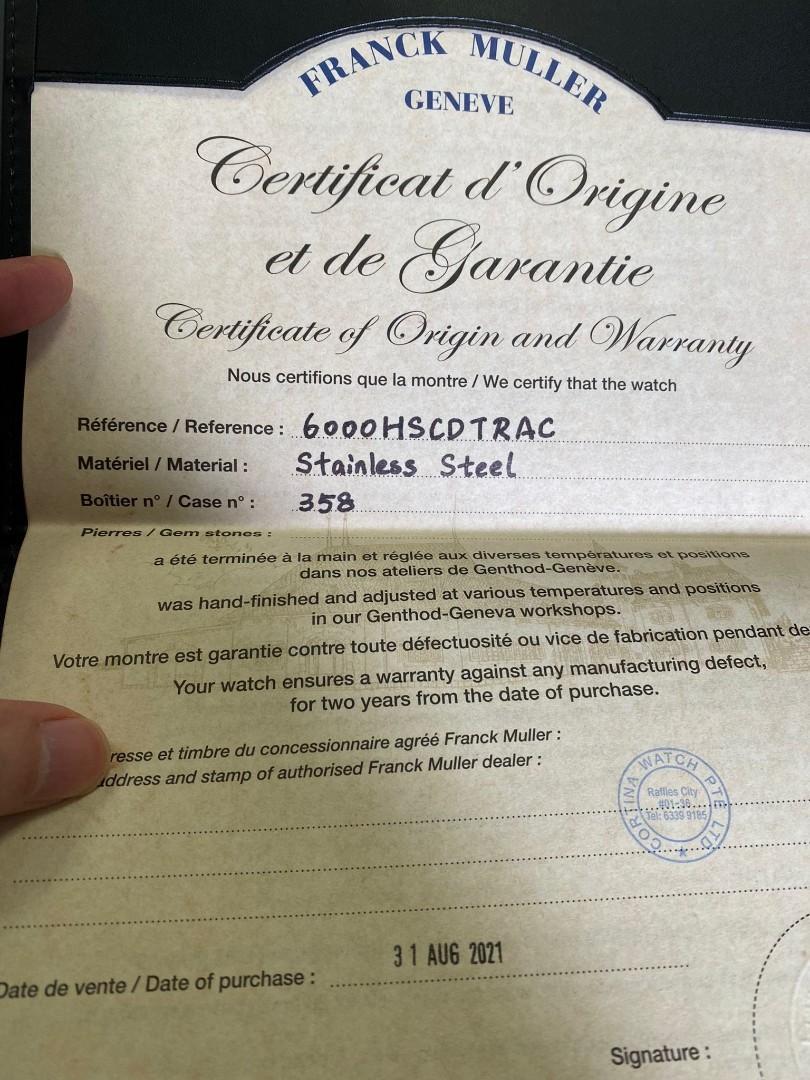 FRANCK MULLER
GENEVE
Certificat d'Origine
et de Garantie
Certificate of Origin and Warranty
Nous certifions que la montre / We certify that the watch
Référence / Reference : 6000HSCDTRAC
Matériel / Material : Stainless Steel
Boîtier n° / Case n° : 358
Pierres / Gem stones :
a été terminée à la main et réglée aux diverses températures et positions
dans nos ateliers de Genthod-Genève.
was hand-finished and adjusted at various temperatures and positions
in our Genthod-Geneva workshops.
Votre montre est garantie contre toute défectuosité ou vice de fabrication pendant de
Your watch ensures a warranty against any manufacturing defect,
for two years from the date of purchase.
resse et timbre du concessionnaire agréé Franck Muller :
address and stamp of authorised Franck Muller dealer :
CORTINA WATCH PTE LTD
Raffles City
#01-36
Tel: 6339 9185
31 AUG 2021
Date de vente / Date of purchase :
Signature :